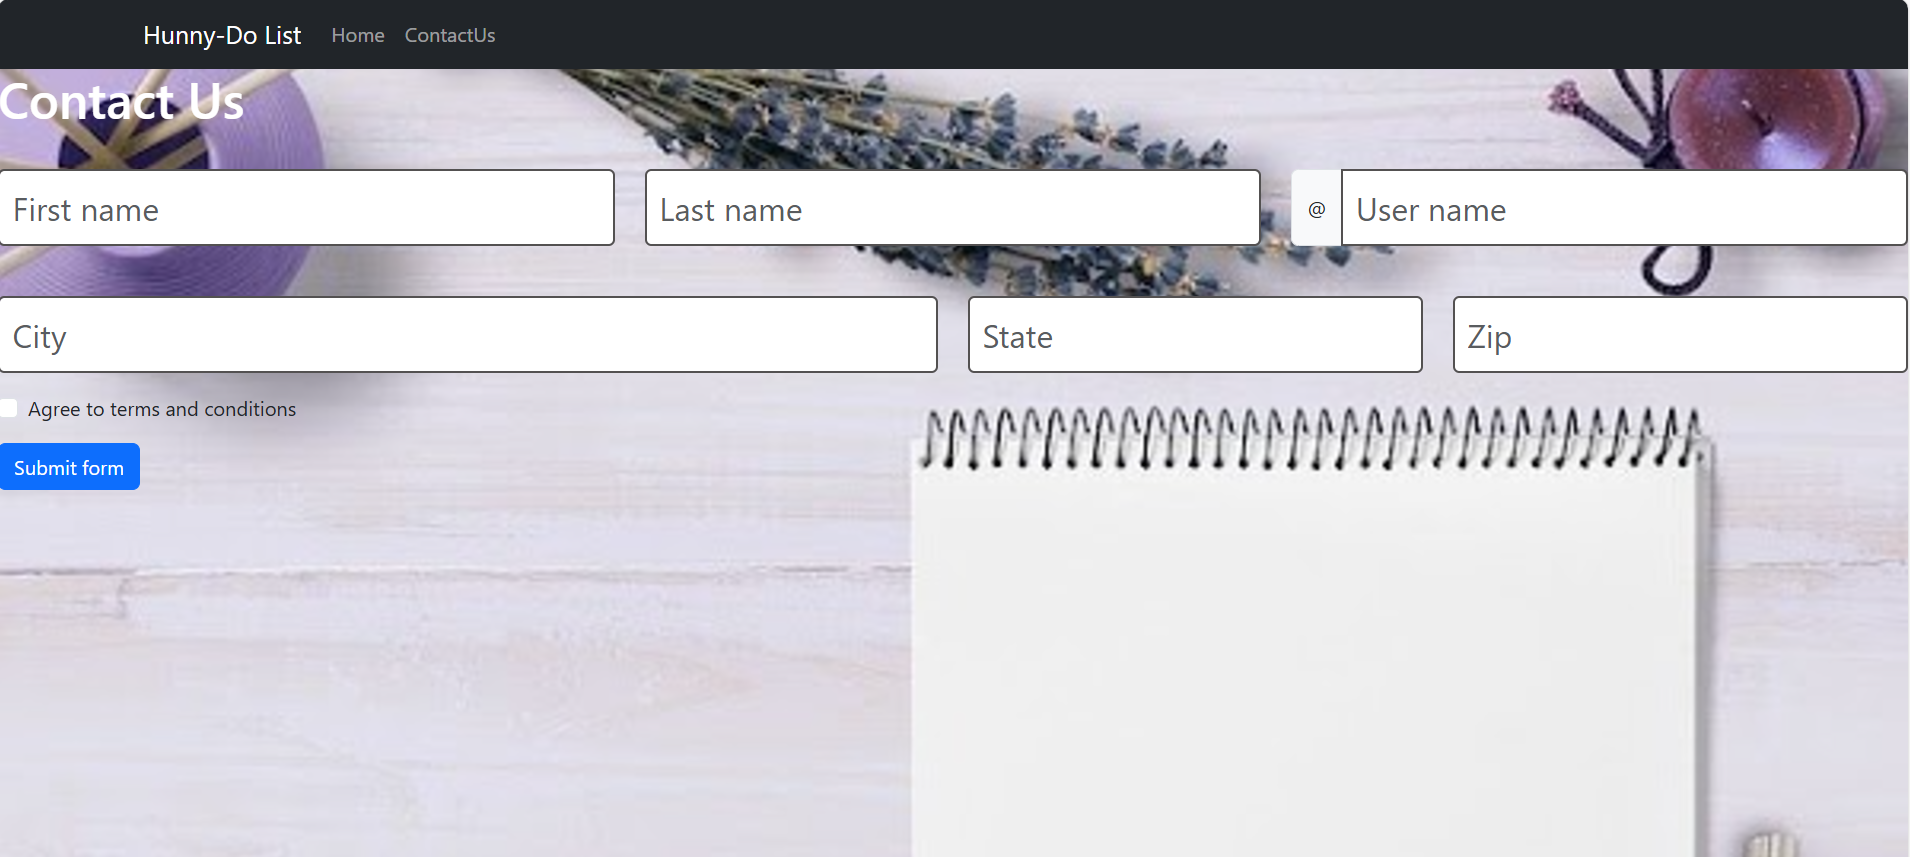 Hunny-Do List Home ContactUs
Contact Us
First name Last name @ User name
City State Zip
Agree to terms and conditions
Submit form